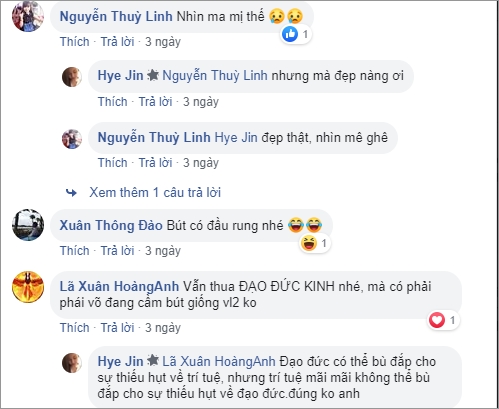 Nguyễn Thuỳ Linh Nhìn ma mị thế 😥😥
1
Thích · Trả lời · 3 ngày
Hye Jin Nguyễn Thuỳ Linh nhưng mà đẹp nàng ơi
Thích · Trả lời · 3 ngày
Nguyễn Thuỳ Linh Hye Jin đẹp thật, nhìn mê ghê
Thích · Trả lời · 3 ngày
Xem thêm 1 câu trả lời
Xuân Thông Đảo Bút có đầu rung nhé 😂😂
1
Thích · Trả lời · 3 ngày
Lã Xuân HoàngAnh Vẫn thua ĐẠO ĐỨC KINH nhé, mà có phải
phái võ đang cầm bút giống vl2 ko
1
Thích · Trả lời · 3 ngày
Hye Jin Lã Xuân HoàngAnh Đạo đức có thể bù đắp cho
sự thiếu hụt về trí tuệ, nhưng trí tuệ mãi mãi không thể bù
đắp cho sự thiếu hụt về đạo đức.đúng ko anh